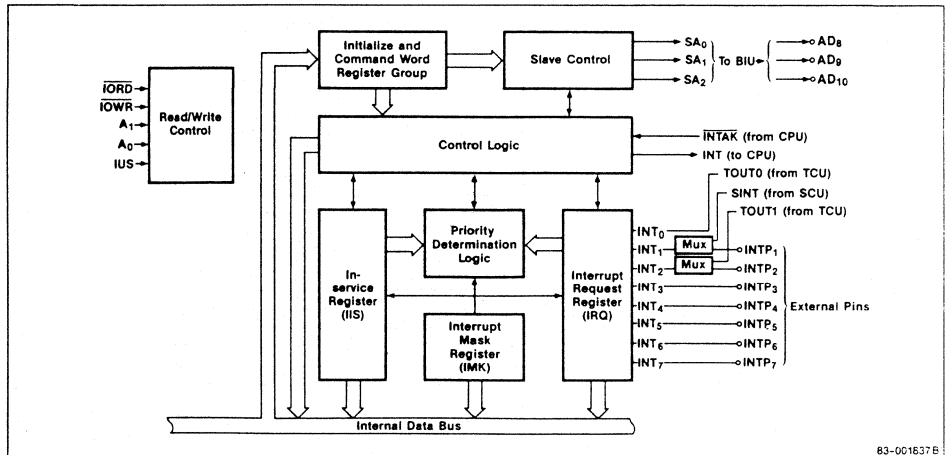 Initialize and
Command Word
Register Group
Slave Control
SA0
SA1
SA2
To BIU
AD8
AD9
AD10
IORD
IOWR
A1
A0
IUS
Read/Write
Control
Control Logic
INTAK (from CPU)
INT (to CPU)
TOUT0 (from TCU)
SINT (from SCU)
TOUT1 (from TCU)
In-
service
Register
(IIS)
Priority
Determination
Logic
Interrupt
Mask
Register
(IMK)
Interrupt
Request
Register
(IRQ)
INT0
INT1 Mux INTP1
INT2 Mux INTP2
INT3 INTP3
INT4 INTP4
INT5 INTP5
INT6 INTP6
INT7 INTP7
External Pins
Internal Data Bus
83-001837B